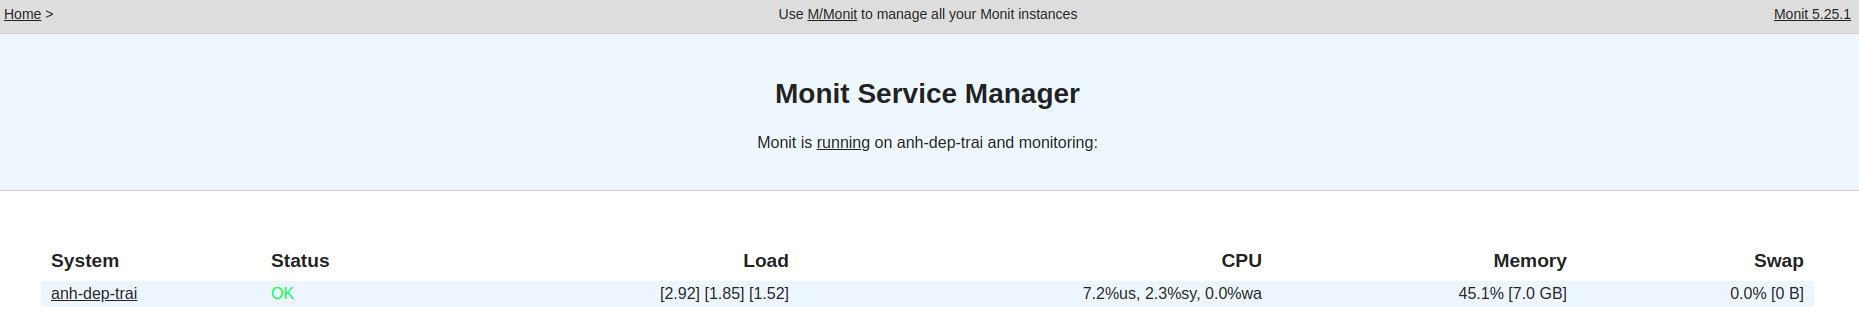 Home > Use M/Monit to manage all your Monit instances Monit 5.25.1
Monit Service Manager
Monit is running on anh-dep-trai and monitoring:
System Status Load CPU Memory Swap
anh-dep-trai OK [2.92] [1.85] [1.52] 7.2%us, 2.3%sy, 0.0%wa 45.1% [7.0 GB] 0.0% [0 B]